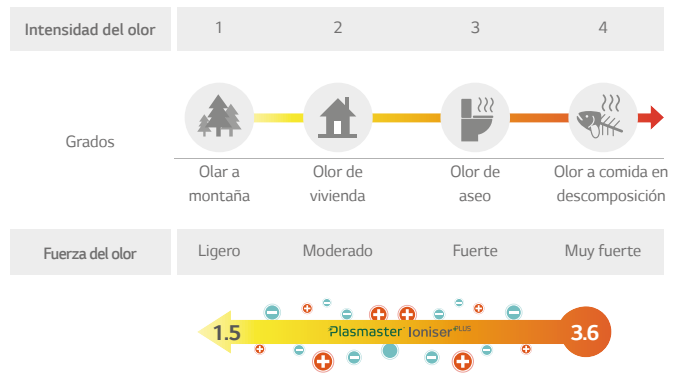 Intensidad del olor 1 2 3 4
Grados
Olar a Olor de Olor de Olor a comida en
montaña vivienda aseo descomposición
Fuerza del olor Ligero Moderado Fuerte Muy fuerte
1.5 Plasmaster Ioniser PLUS 3.6